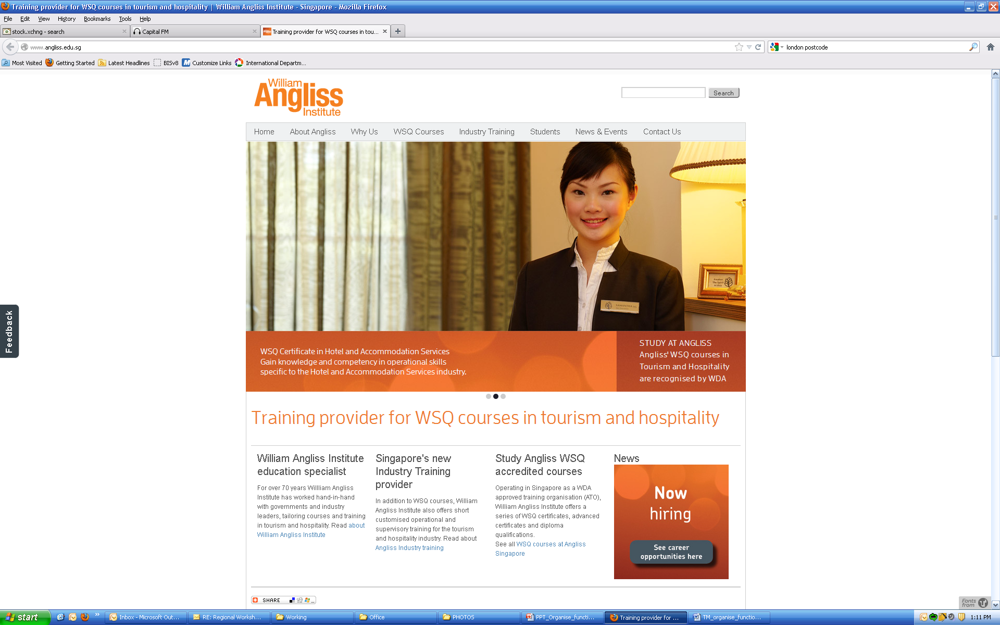 Training provider for WSQ courses in tourism and hospitality | William Angliss Institute - Singapore - Mozilla Firefox
File Edit View History Bookmarks Tools Help
stock.xchng - search
Capital FM
Training provider for WSQ courses in tou...
www.angliss.edu.sg
london postcode
Most Visited Getting Started Latest Headlines BISv8 Customize Links International Departm...
William
Angliss
Institute
Search
Home About Angliss Why Us WSQ Courses Industry Training Students News & Events Contact Us
Awaken
The Spirit
Within
SAMANTHA
Feedback
WSQ Certificate in Hotel and Accommodation Services
Gain knowledge and competency in operational skills
specific to the Hotel and Accommodation Services industry.
STUDY AT ANGLISS
Angliss' WSQ courses in
Tourism and Hospitality
are recognised by WDA
Training provider for WSQ courses in tourism and hospitality
William Angliss Institute
education specialist
For over 70 years Willliam Angliss
Institute has worked hand-in-hand
with governments and industry
leaders, tailoring courses and training
in tourism and hospitality. Read about
William Angliss Institute
Singapore's new
Industry Training
provider
In addition to WSQ courses, William
Angliss Institute also offers short
customised operational and
supervisory training for the tourism
and hospitality industry. Read about
Angliss Industry training
Study Angliss WSQ
accredited courses
Operating in Singapore as a WDA
approved training organisation (ATO),
William Angliss Institute offers a
series of WSQ certificates, advanced
certificates and diploma
qualifications.
See all WSQ courses at Angliss
Singapore
News
Now
hiring
See career
opportunities here
SHARE ...
Fonts
from
start
Inbox - Microsoft Out...
RE: Regional Worksh...
Working
Office
PHOTOS
PPT_Organise_functi...
Training provider for ...
TM_organise_functio...
1:11 PM